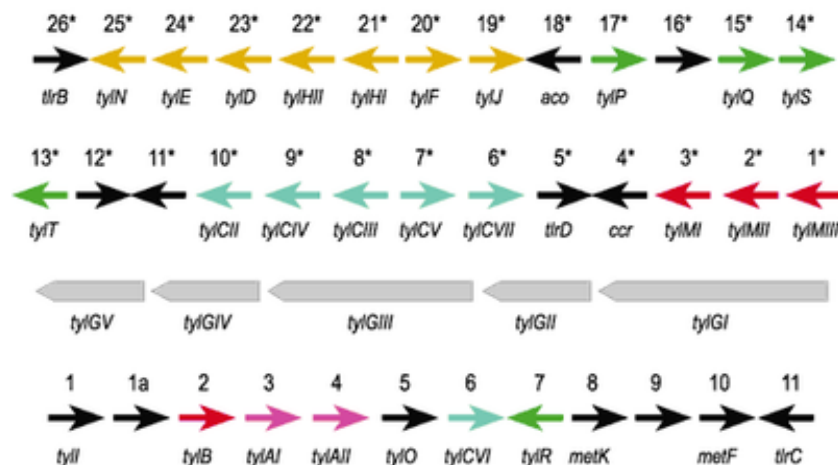 26* 25* 24* 23* 22* 21* 20* 19* 18* 17* 16* 15* 14*
tlrB tylN tylE tylD tylHII tylHI tylF tylJ aco tylP tylQ tylS
13* 12* 11* 10* 9* 8* 7* 6* 5* 4* 3* 2* 1*
tylT tylCII tylCIV tylCIII tylCV tylCVII tlrD ccr tylMI tylMII tylMIII
tylGV tylGIV tylGIII tylGII tylGI
1 1a 2 3 4 5 6 7 8 9 10 11
tylI tylB tylAI tylAII tylO tylCVI tylR metK metF tlrC